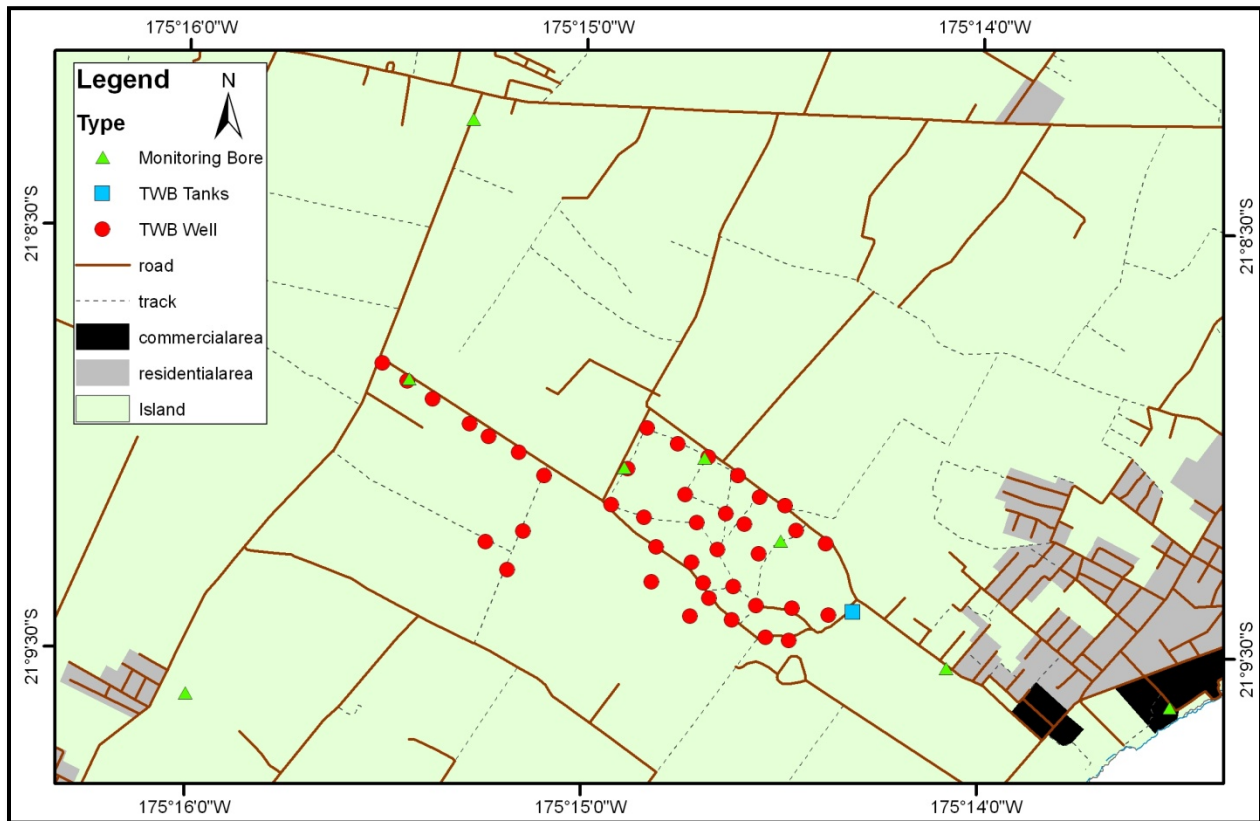 175°16'0"W 175°15'0"W 175°14'0"W
Legend
N
Type
Monitoring Bore
TWB Tanks
TWB Well
road
track
commercialarea
residentialarea
Island
21°8'30"S
21°8'30"S
21°9'30"S
21°9'30"S
175°16'0"W 175°15'0"W 175°14'0"W